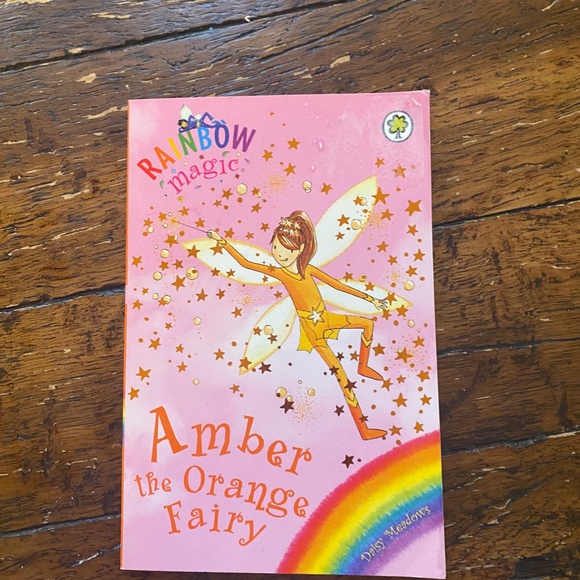 RAINBOW
magic
Amber
the Orange
Fairy
Daisy Meadows